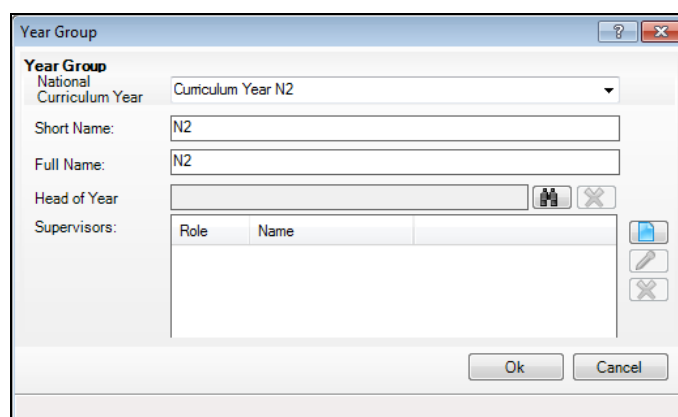 Year Group
Year Group
National
Curriculum Year
Curriculum Year N2
Short Name:
N2
Full Name:
N2
Head of Year
Supervisors:
Role Name
Ok Cancel